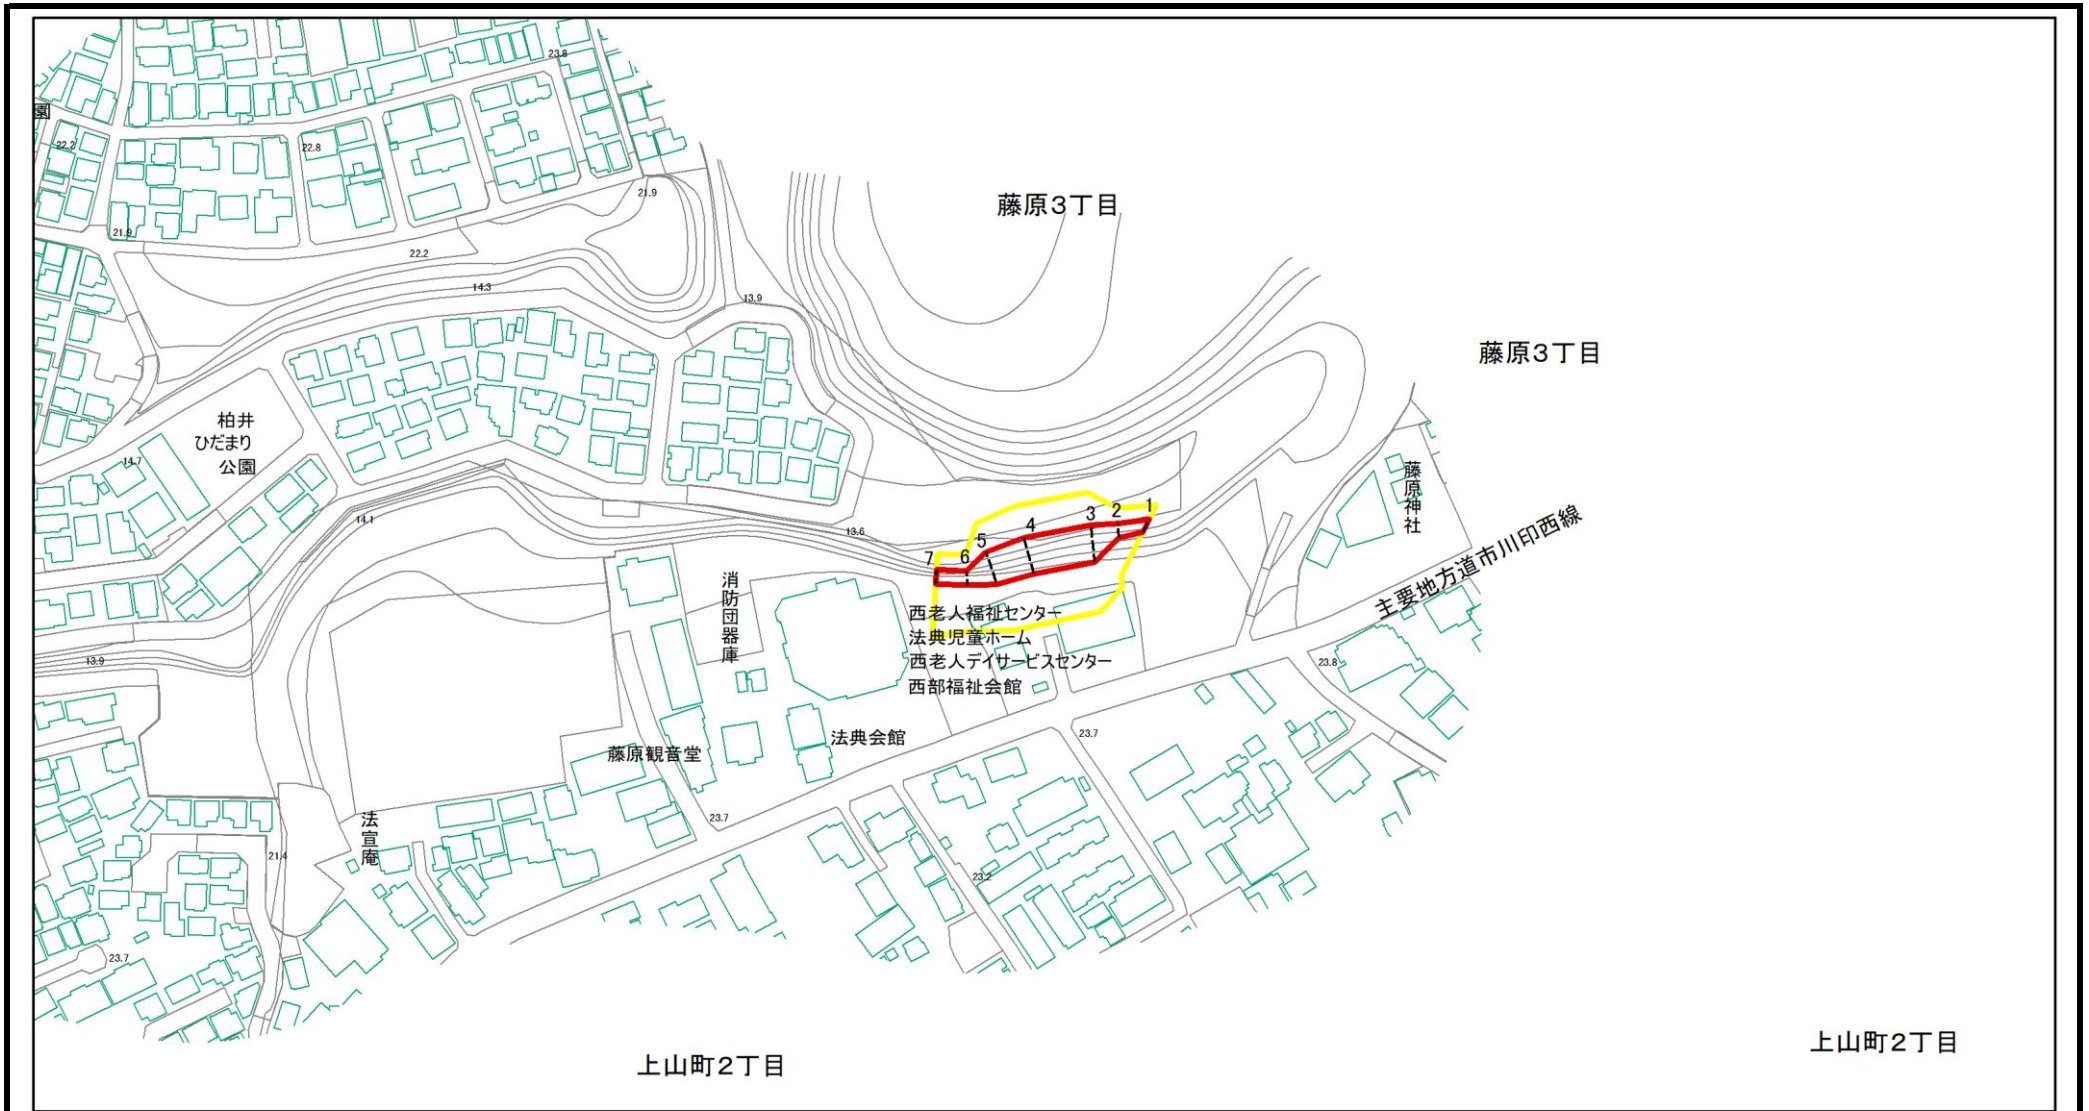 23.8
園
22.2
22.8
21.9
藤原3丁目
21.9
22.2
14.3
13.9
藤原3丁目
柏井
ひだまり
公園
14.7
藤原神社
14.1
13.6
1
2
3
4
5
6
7
主要地方道市川印西線
消防団器庫
西老人福祉センター
法典児童ホーム
西老人デイサービスセンター
西部福祉会館
13.9
23.8
法典会館
藤原観音堂
23.7
23.7
法宣庵
21.4
23.2
23.7
上山町2丁目
上山町2丁目